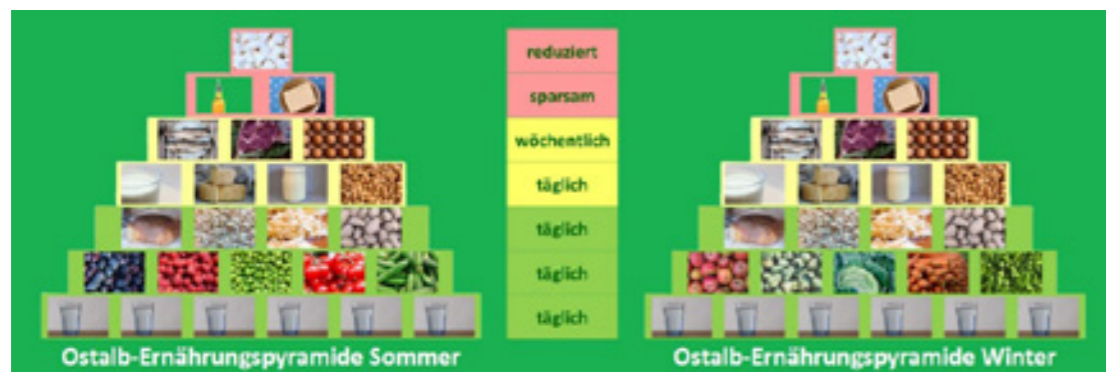 reduziert
sparsam
wöchentlich
täglich
täglich
täglich
täglich
Ostalb-Ernährungspyramide Sommer
Ostalb-Ernährungspyramide Winter